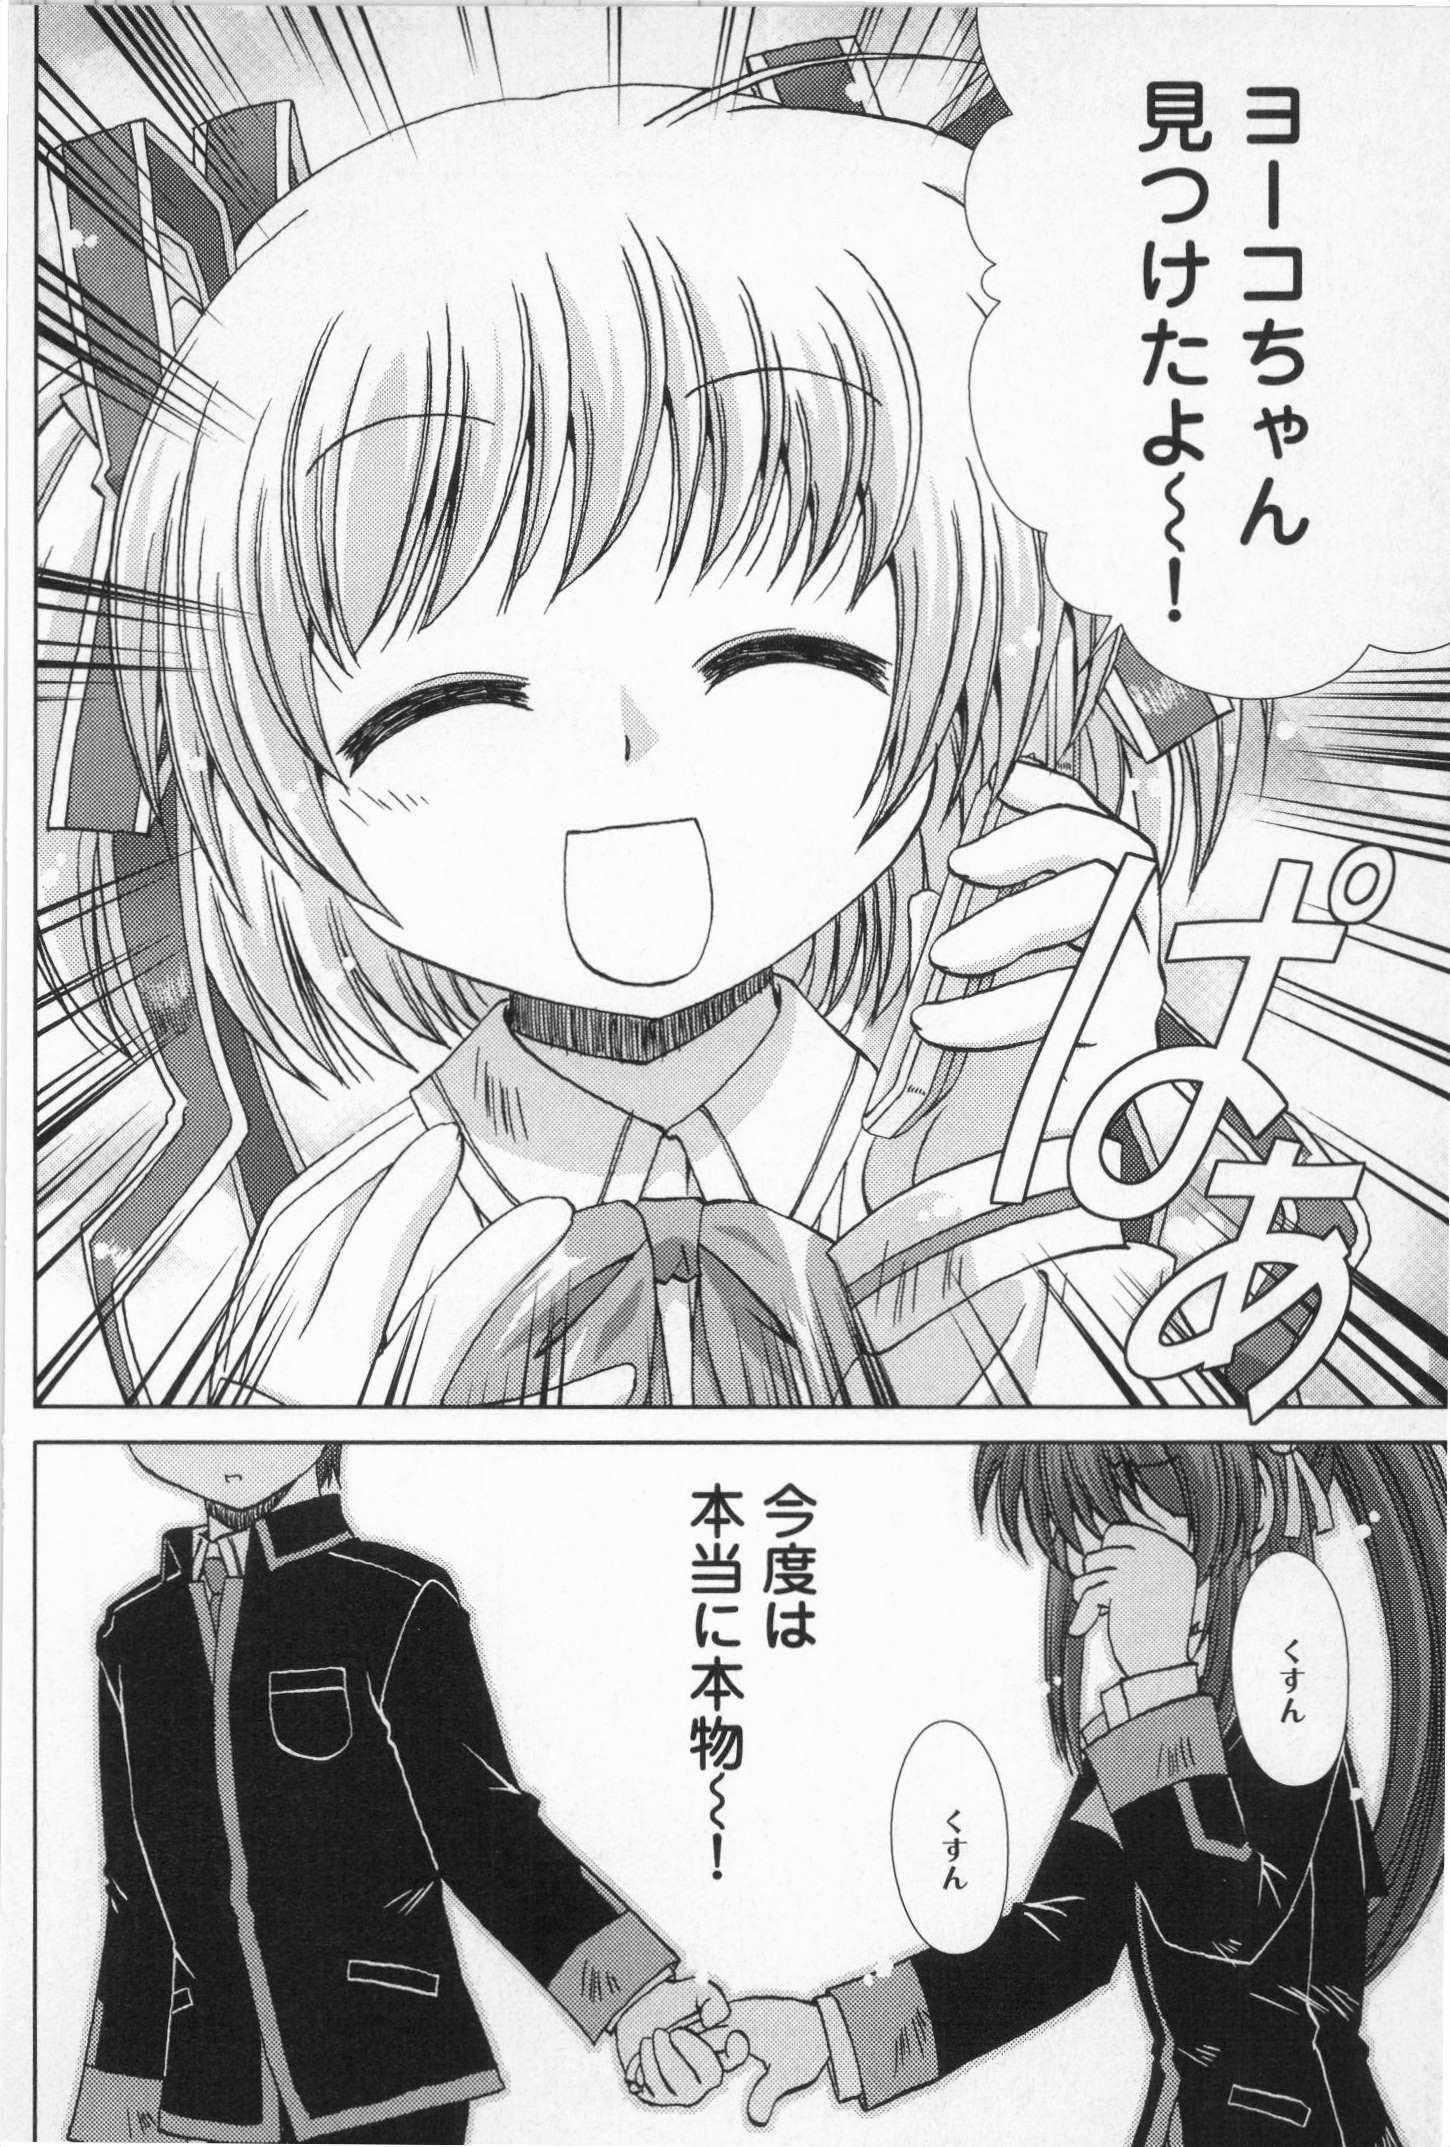 ヨーコちゃん
見つけたよ～！
ぱあ
今度は
本当に本物～！
くすん
くすん